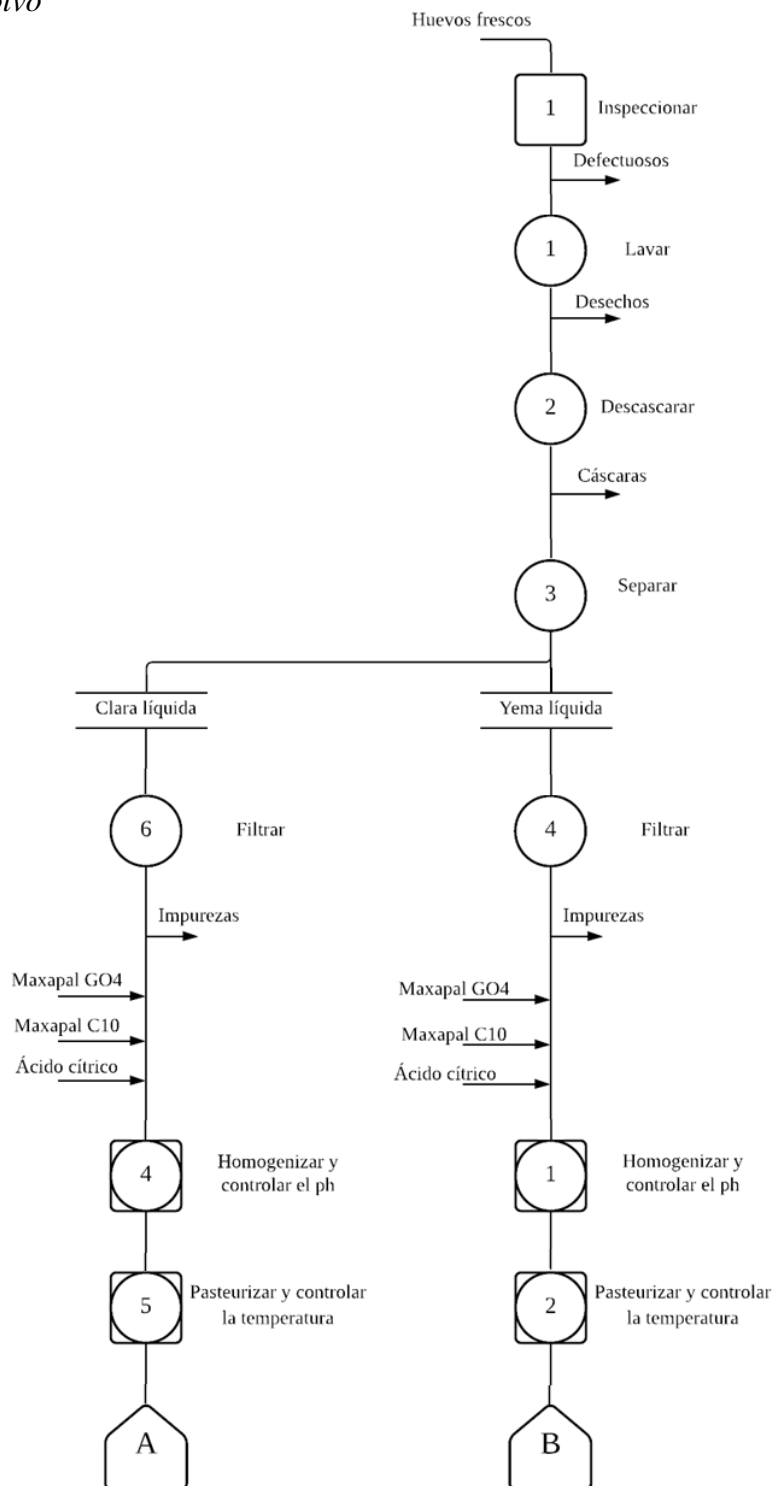 Huevos frescos
1 Inspeccionar
Defectuosos
1 Lavar
Desechos
2 Descascarar
Cáscaras
3 Separar
Clara líquida
Yema líquida
6 Filtrar
4 Filtrar
Impurezas
Impurezas
Maxapal GO4
Maxapal C10
Ácido cítrico
Maxapal GO4
Maxapal C10
Ácido cítrico
4 Homogenizar y
controlar el ph
1 Homogenizar y
controlar el ph
5 Pasteurizar y controlar
la temperatura
2 Pasteurizar y controlar
la temperatura
A
B